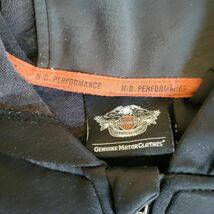 H-D. PERFORMANCE
H-D. PERFORMANCE
GENUINE MOTORCLOTHES®